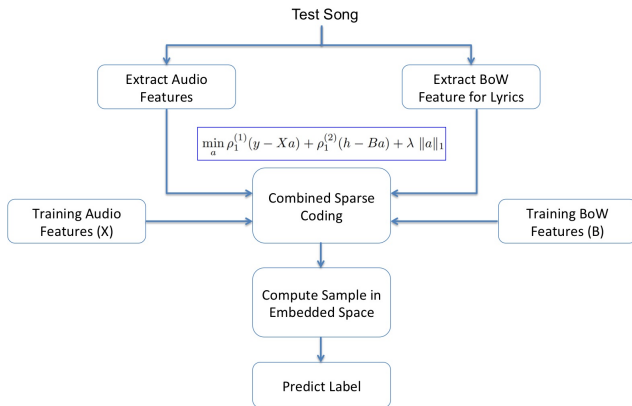 Test Song
Extract Audio
Features
Extract BoW
Feature for Lyrics
min_a ρ_1^{(1)}(y − Xa) + ρ_1^{(2)}(h − Ba) + λ ‖a‖_1
Combined Sparse
Coding
Training Audio
Features (X)
Training BoW
Features (B)
Compute Sample in
Embedded Space
Predict Label